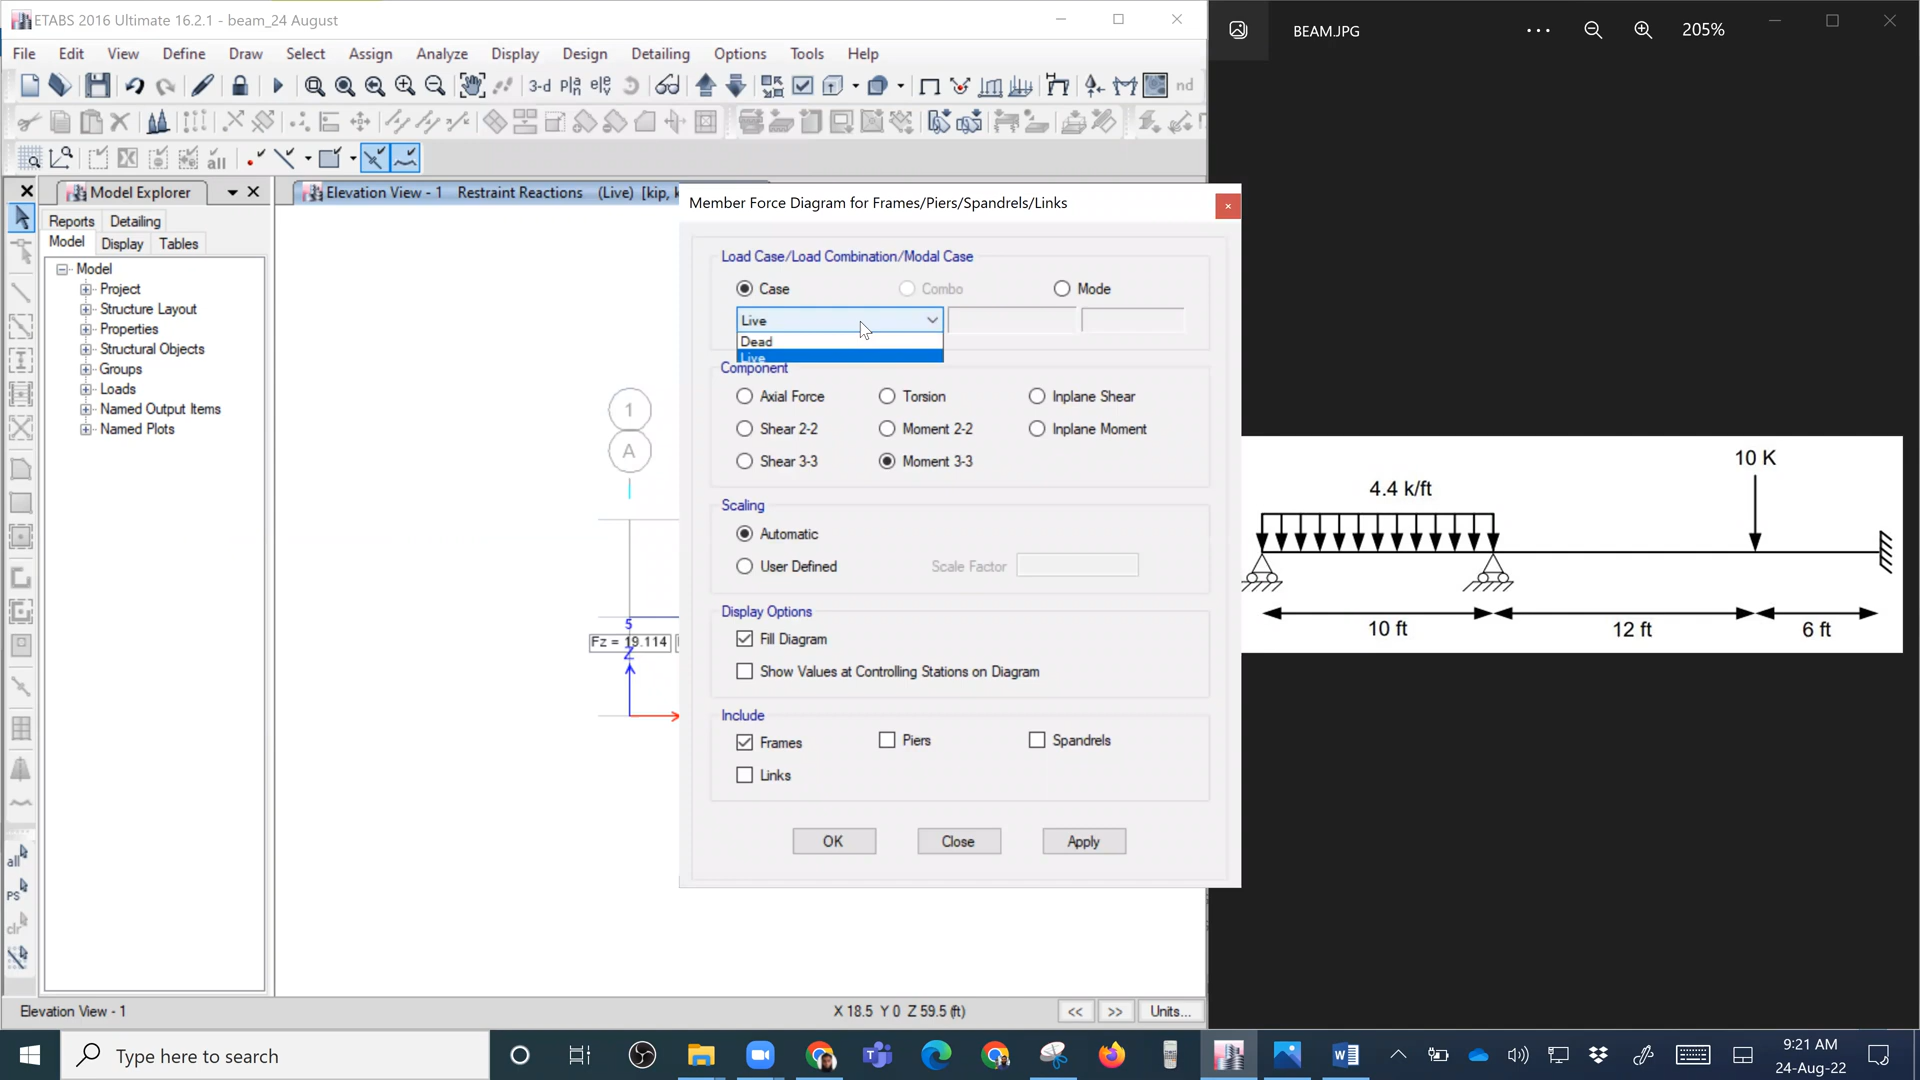 ETABS 2016 Ultimate 16.2.1 - beam_24 August
File Edit View Define Draw Select Assign Analyze Display Design Detailing Options Tools Help
3-d pla ele nd
all
Model Explorer
Reports Detailing
Model Display Tables
Model
Project
Structure Layout
Properties
Structural Objects
Groups
Loads
Named Output Items
Named Plots
all
PS
clr
Elevation View - 1 Restraint Reactions (Live) [kip,
1
A
5
Fz = 19.114
Z
Member Force Diagram for Frames/Piers/Spandrels/Links
Load Case/Load Combination/Modal Case
Case Combo Mode
Live
Dead
Live
Component
Axial Force Torsion Inplane Shear
Shear 2-2 Moment 2-2 Inplane Moment
Shear 3-3 Moment 3-3
Scaling
Automatic
User Defined Scale Factor
Display Options
Fill Diagram
Show Values at Controlling Stations on Diagram
Include
Frames Piers Spandrels
Links
OK Close Apply
Elevation View - 1 X 18.5 Y 0 Z 59.5 (ft) << >> Units...
BEAM.JPG 205%
10 K
4.4 k/ft
10 ft 12 ft 6 ft
Type here to search
9:21 AM
24-Aug-22